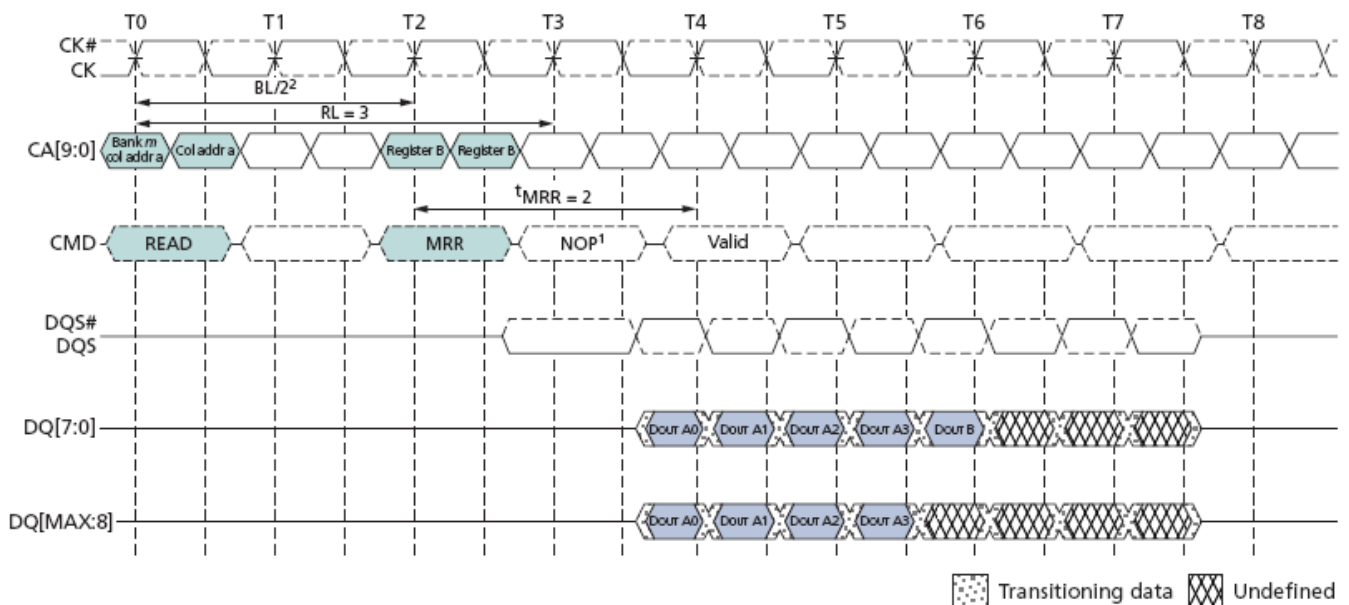 T0 T1 T2 T3 T4 T5 T6 T7 T8
CK#
CK
BL/2²
RL = 3
CA[9:0] Bank m col addr a Col addr a Register B Register B
tMRR = 2
CMD READ MRR NOP¹ Valid
DQS#
DQS
DQ[7:0] DOUT A0 DOUT A1 DOUT A2 DOUT A3 DOUT B
DQ[MAX:8] DOUT A0 DOUT A1 DOUT A2 DOUT A3
Transitioning data Undefined